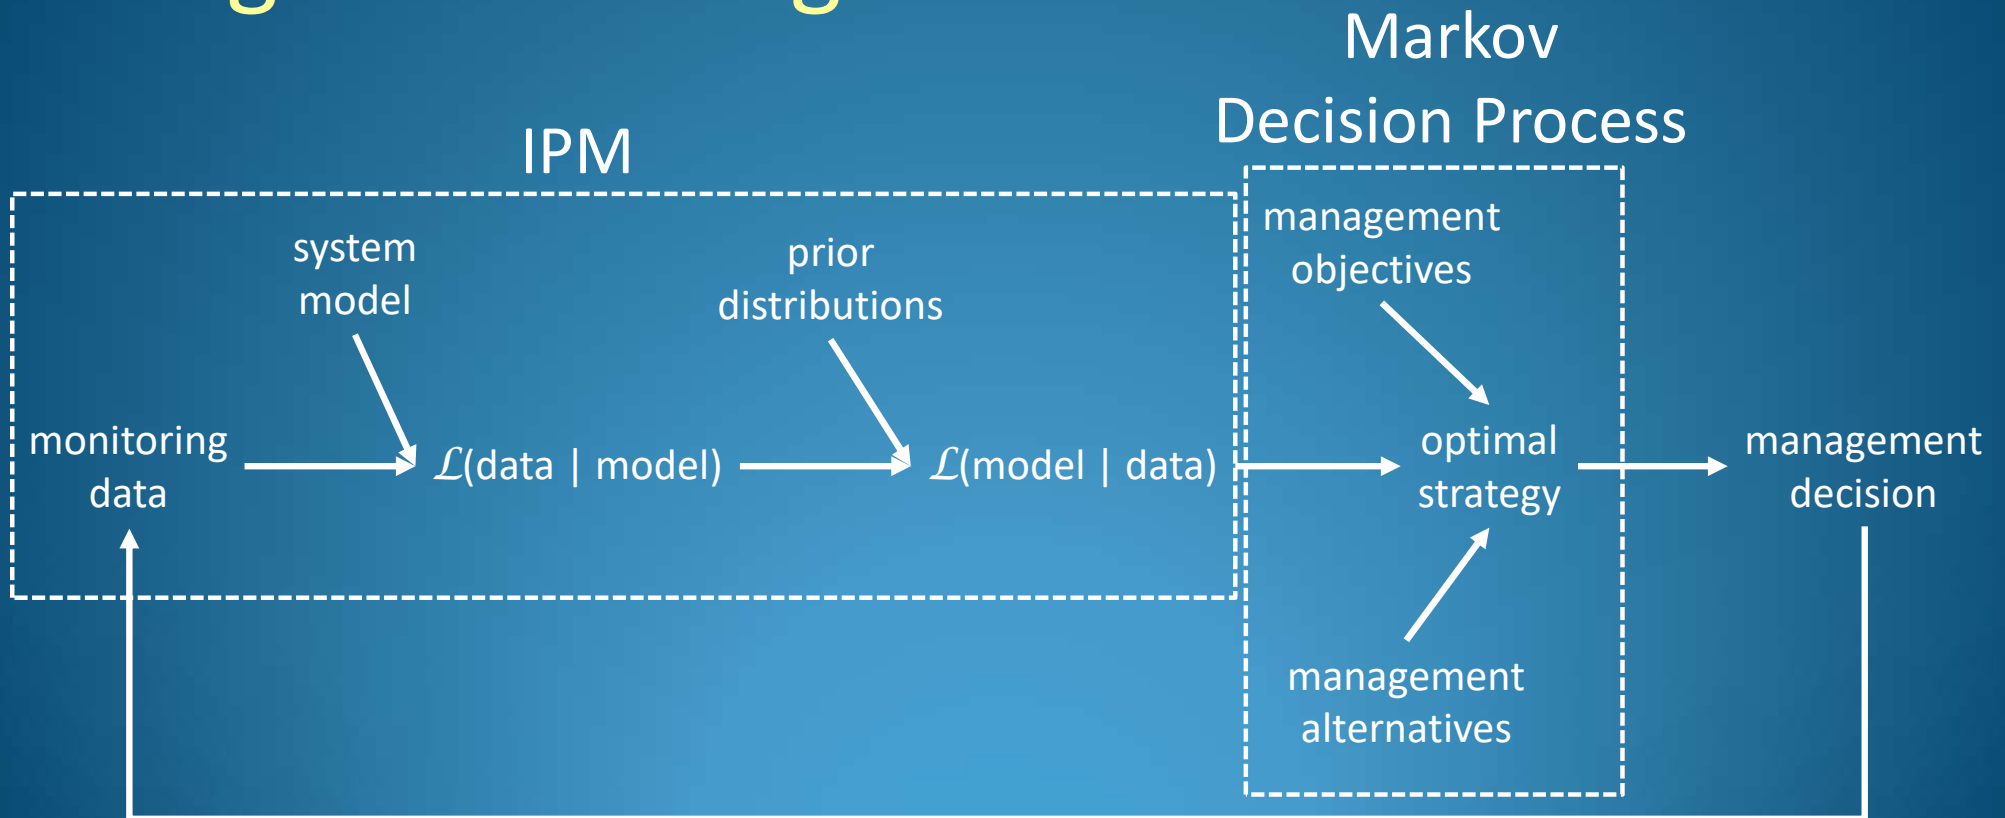 Markov
Decision Process
IPM
system
model
prior
distributions
management
objectives
monitoring
data
ℒ(data | model)
ℒ(model | data)
optimal
strategy
management
decision
management
alternatives